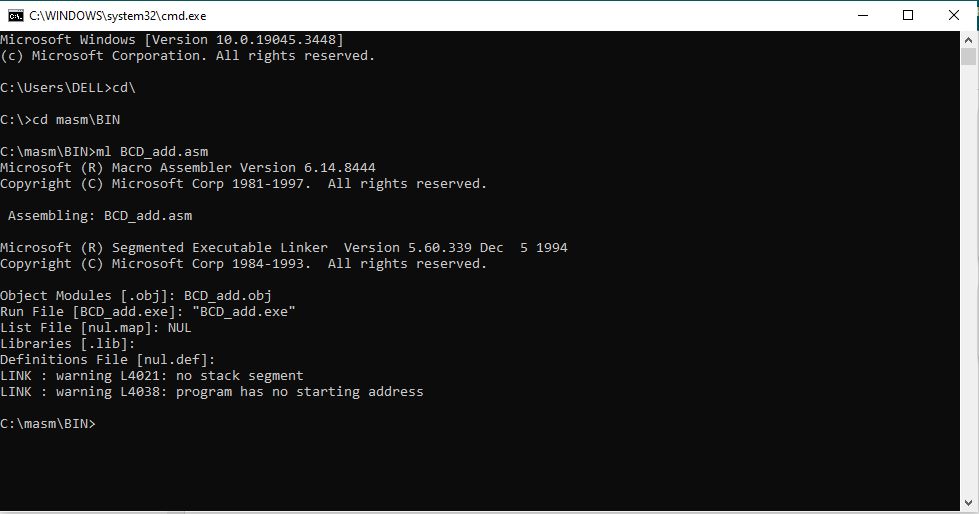 C:\WINDOWS\system32\cmd.exe
Microsoft Windows [Version 10.0.19045.3448]
(c) Microsoft Corporation. All rights reserved.
C:\Users\DELL>cd\
C:\>cd masm\BIN
C:\masm\BIN>ml BCD_add.asm
Microsoft (R) Macro Assembler Version 6.14.8444
Copyright (C) Microsoft Corp 1981-1997.  All rights reserved.
 Assembling: BCD_add.asm
Microsoft (R) Segmented Executable Linker  Version 5.60.339 Dec  5 1994
Copyright (C) Microsoft Corp 1984-1993.  All rights reserved.
Object Modules [.obj]: BCD_add.obj
Run File [BCD_add.exe]: "BCD_add.exe"
List File [nul.map]: NUL
Libraries [.lib]:
Definitions File [nul.def]:
LINK : warning L4021: no stack segment
LINK : warning L4038: program has no starting address
C:\masm\BIN>